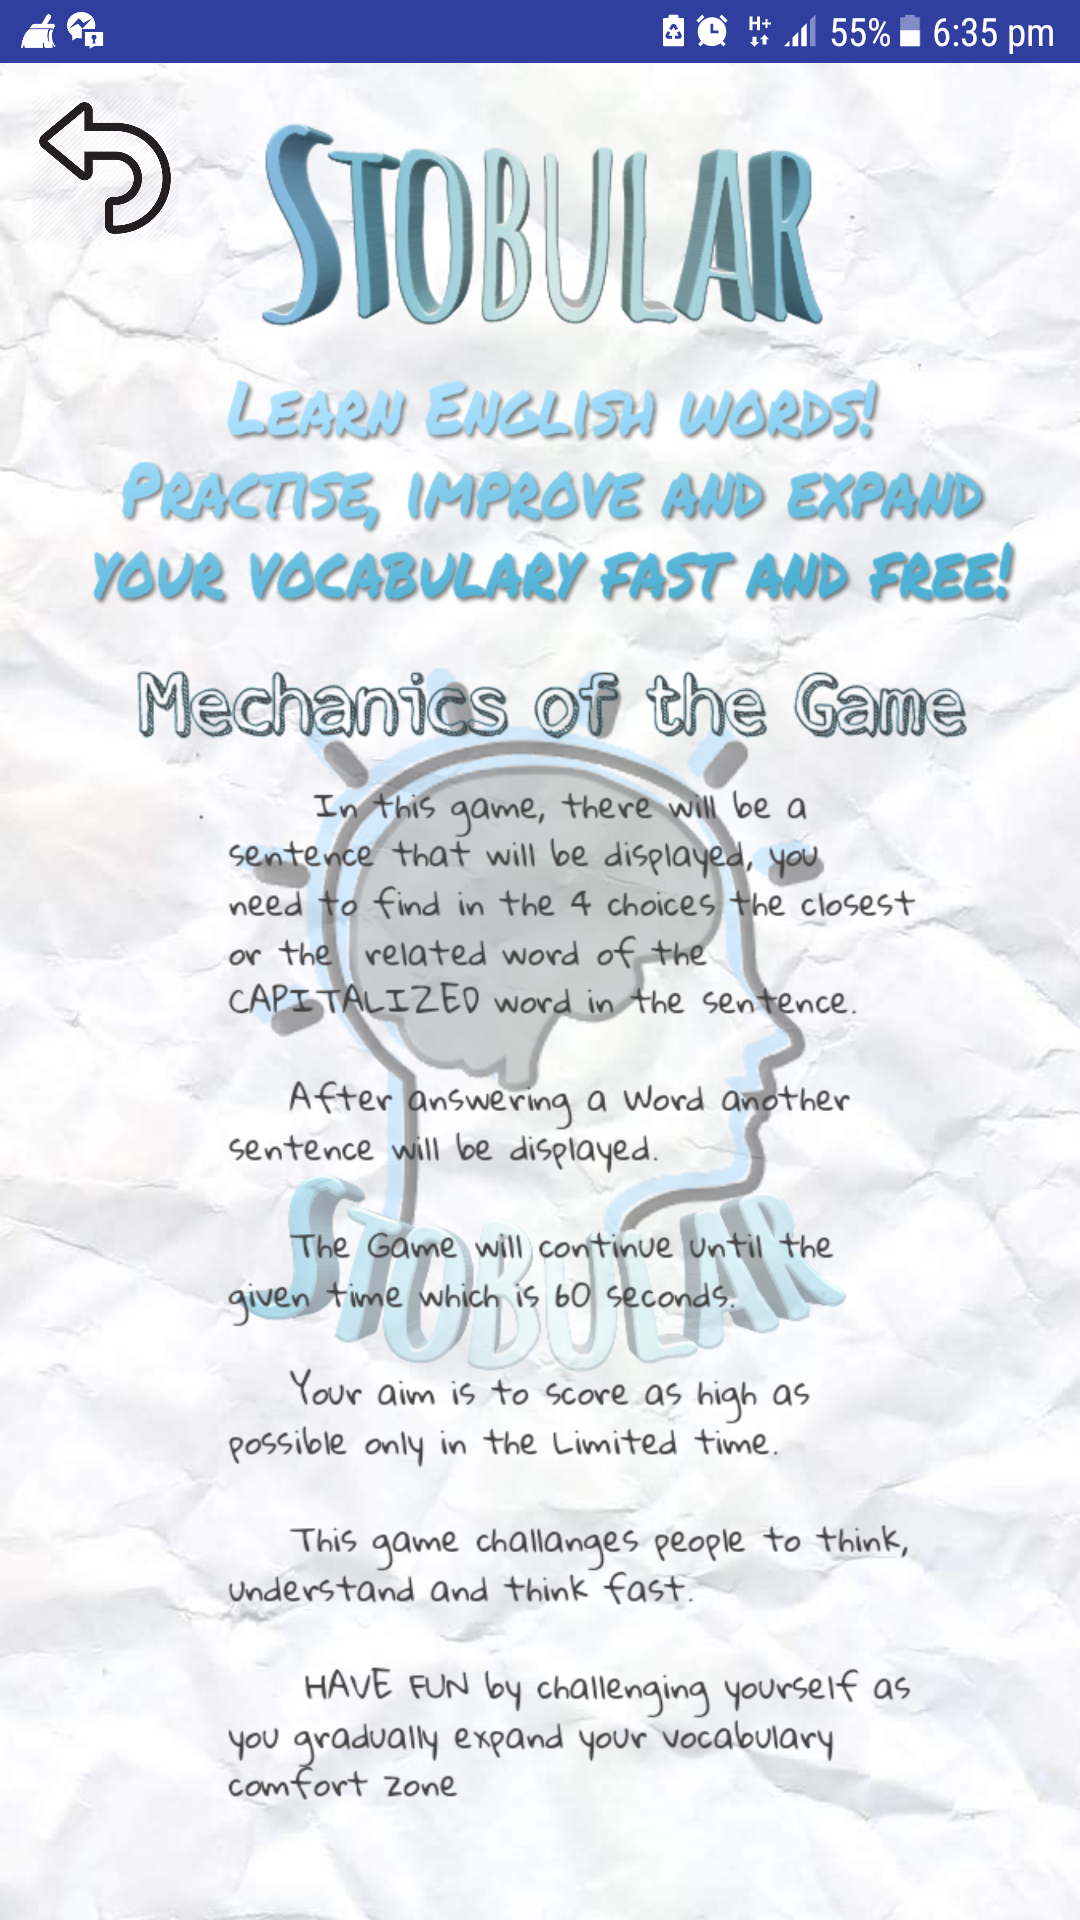 H+ 55% 6:35 pm
STOBULAR
LEARN ENGLISH WORDS!
PRACTISE, IMPROVE AND EXPAND
YOUR VOCABULARY FAST AND FREE!
Mechanics of the Game
In this game, there will be a
sentence that will be displayed, you
need to find in the 4 choices the closest
or the related word of the
CAPITALIZED word in the sentence.
After answering a Word another
sentence will be displayed.
The Game will continue until the
given time which is 60 seconds.
STOBULAR
Your aim is to score as high as
possible only in the Limited time.
This game challanges people to think,
understand and think fast.
HAVE FUN by challenging yourself as
you gradually expand your vocabulary
comfort zone